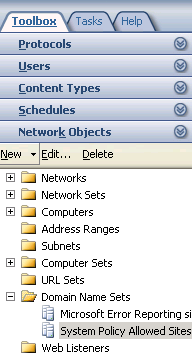 Toolbox Tasks Help
Protocols
Users
Content Types
Schedules
Network Objects
New Edit... Delete
Networks
Network Sets
Computers
Address Ranges
Subnets
Computer Sets
URL Sets
Domain Name Sets
Microsoft Error Reporting si
System Policy Allowed Sites
Web Listeners